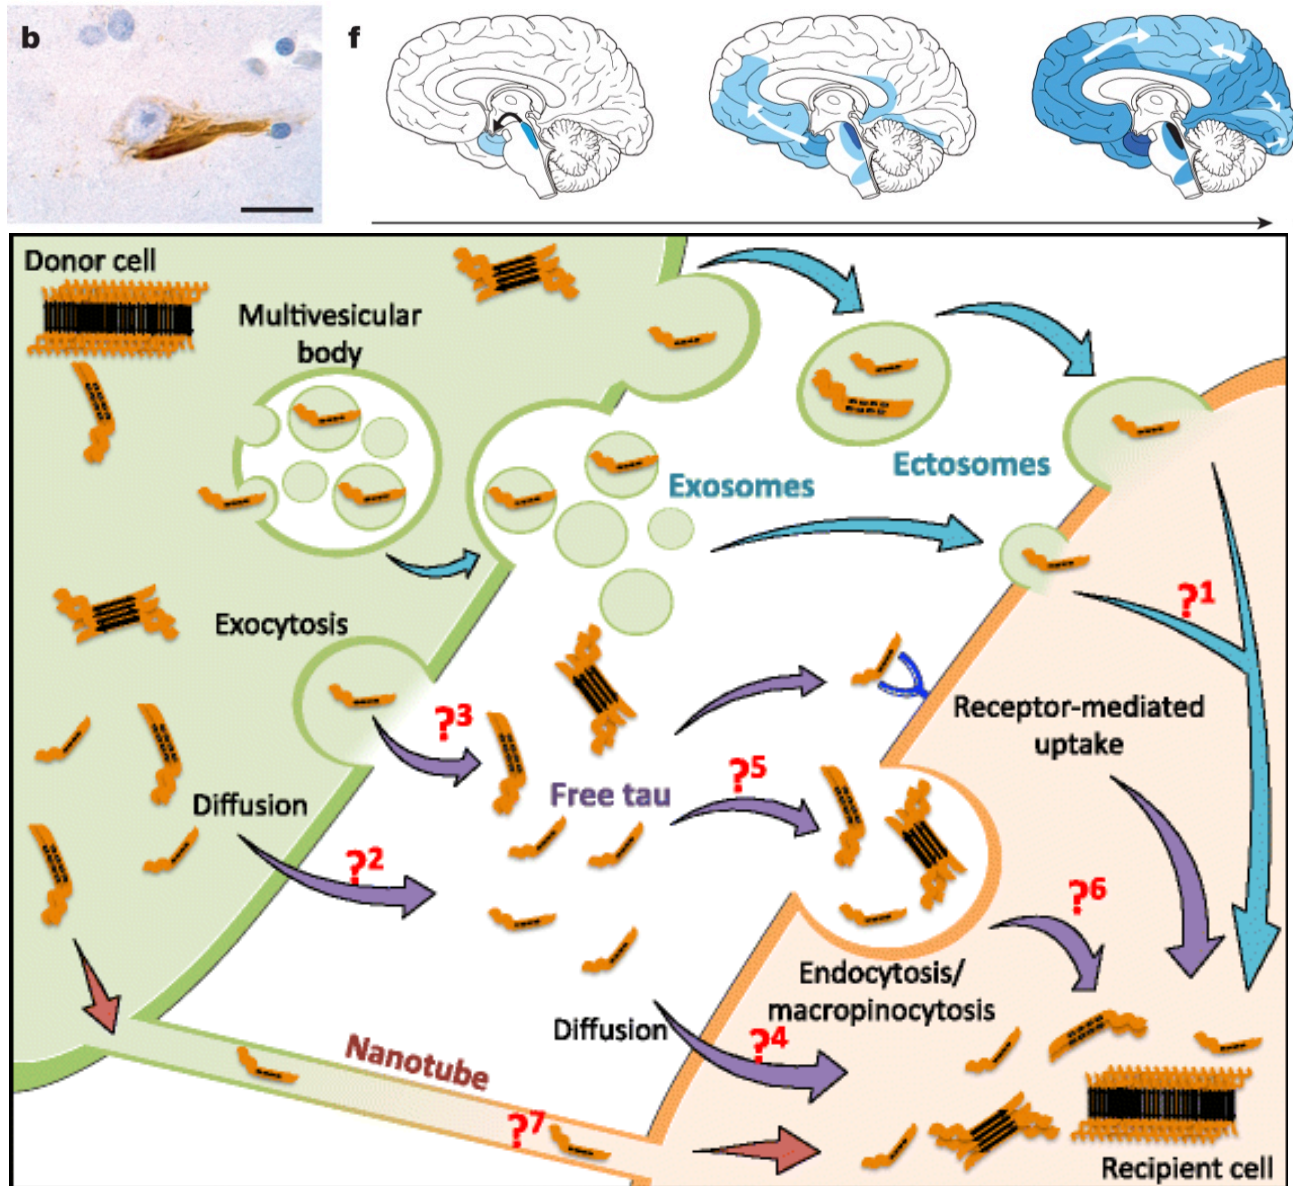 b
f
Donor cell
Multivesicular
body
Exosomes
Ectosomes
Exocytosis
?1
?3
Receptor-mediated
uptake
Free tau
?5
Diffusion
?2
?6
Endocytosis/
macropinocytosis
Diffusion
?4
Nanotube
?7
Recipient cell